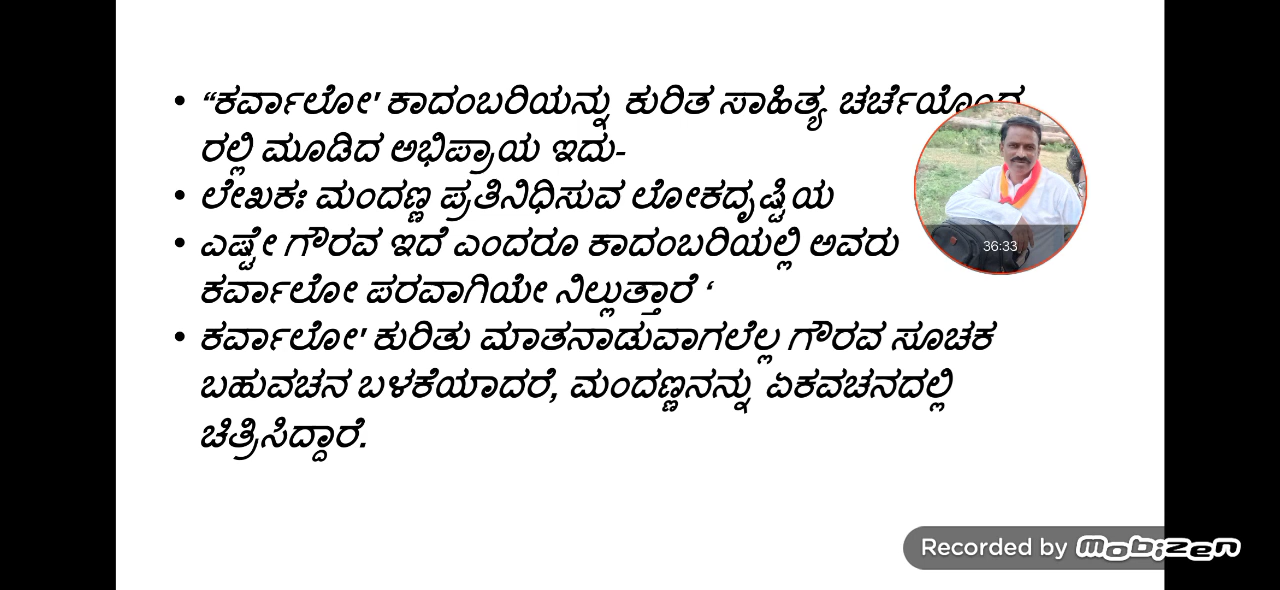 • “ಕರ್ವಾಲೋ' ಕಾದಂಬರಿಯನ್ನು ಕುರಿತ ಸಾಹಿತ್ಯ
ರಲ್ಲಿ ಮೂಡಿದ ಅಭಿಪ್ರಾಯ ಇದು-
• ಲೇಖಕಃ ಮಂದಣ್ಣ ಪ್ರತಿನಿಧಿಸುವ ಲೋಕದೃಷ್ಟಿಯ
• ಎಷ್ಟೇ ಗೌರವ ಇದೆ ಎಂದರೂ ಕಾದಂಬರಿಯಲ್ಲಿ ಅವರು
ಕರ್ವಾಲೋ ಪರವಾಗಿಯೇ ನಿಲ್ಲುತ್ತಾರೆ ‘
• ಕರ್ವಾಲೋ' ಕುರಿತು ಮಾತನಾಡುವಾಗಲೆಲ್ಲ ಗೌರವ ಸೂಚಕ
ಬಹುವಚನ ಬಳಕೆಯಾದರೆ, ಮಂದಣ್ಣನನ್ನು ಏಕವಚನದಲ್ಲಿ
ಚಿತ್ರಿಸಿದ್ದಾರೆ.
36:33
Recorded by mobizen